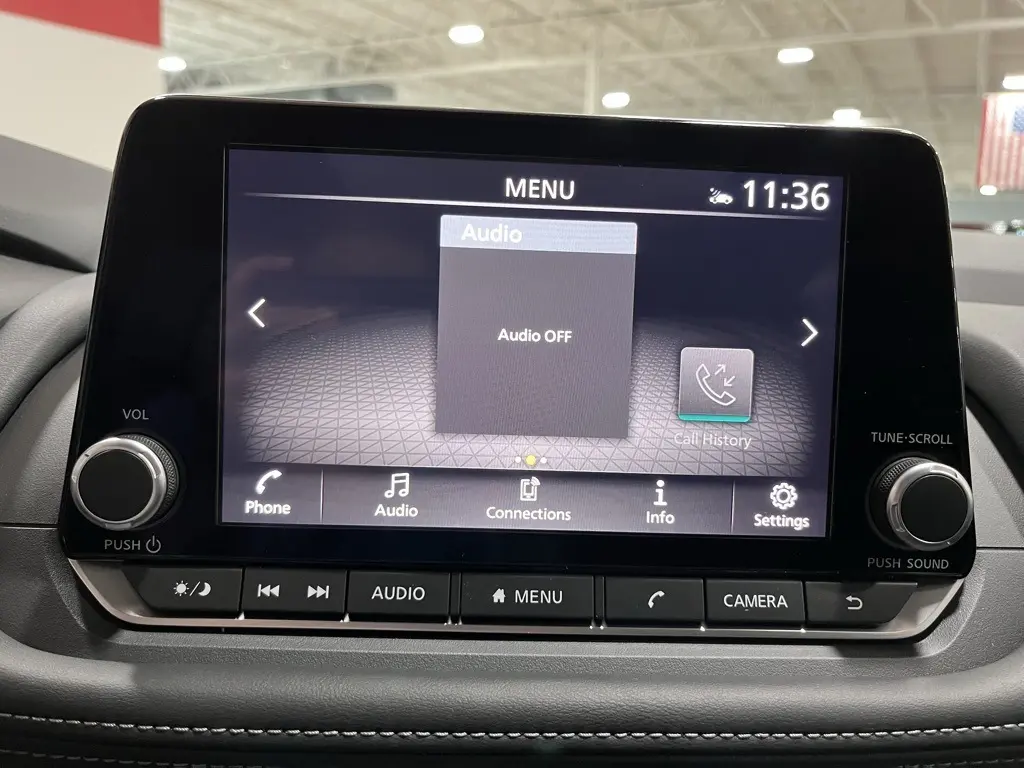 MENU
11:36
Audio
Audio OFF
Call History
VOL
TUNE·SCROLL
Phone
Audio
Connections
Info
Settings
PUSH
PUSH SOUND
AUDIO
MENU
CAMERA